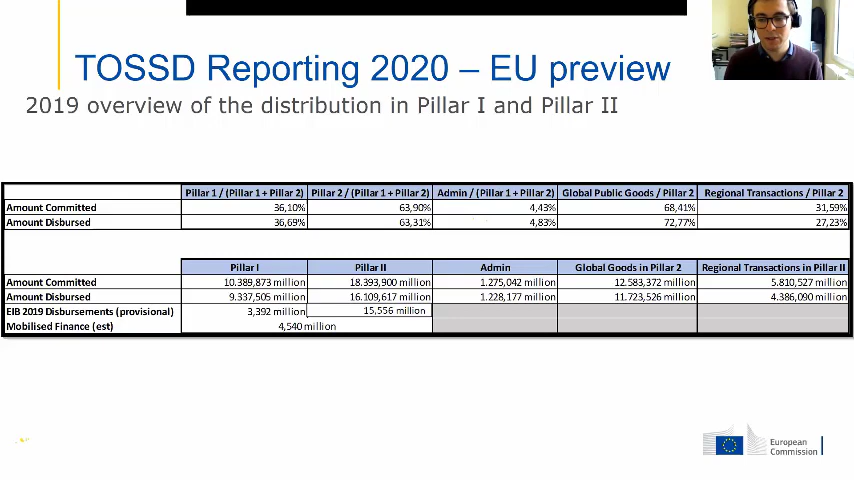 TOSSD Reporting 2020 – EU preview
2019 overview of the distribution in Pillar I and Pillar II
Pillar 1 / (Pillar 1 + Pillar 2) Pillar 2 / (Pillar 1 + Pillar 2) Admin / (Pillar 1 + Pillar 2) Global Public Goods / Pillar 2 Regional Transactions / Pillar 2
Amount Committed 36,10% 63,90% 4,43% 68,41% 31,59%
Amount Disbursed 36,69% 63,31% 4,83% 72,77% 27,23%
Pillar I Pillar II Admin Global Goods in Pillar 2 Regional Transactions in Pillar II
Amount Committed 10.389,873 million 18.393,900 million 1.275,042 million 12.583,372 million 5.810,527 million
Amount Disbursed 9.337,505 million 16.109,617 million 1.228,177 million 11.723,526 million 4.386,090 million
EIB 2019 Disbursements (provisional) 3,392 million 15,556 million
Mobilised Finance (est) 4,540 million
European
Commission